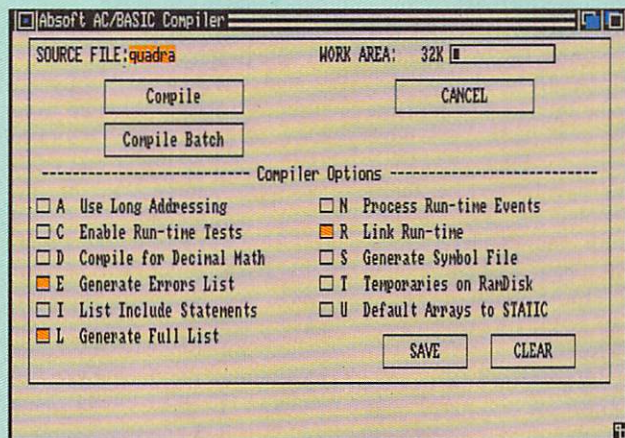 Absoft AC/BASIC Compiler
SOURCE FILE:quadra WORK AREA: 32K
Compile CANCEL
Compile Batch
Compiler Options
A Use Long Addressing N Process Run-time Events
C Enable Run-time Tests R Link Run-time
D Compile for Decimal Math S Generate Symbol File
E Generate Errors List T Temporaries on RamDisk
I List Include Statements U Default Arrays to STATIC
L Generate Full List
SAVE CLEAR